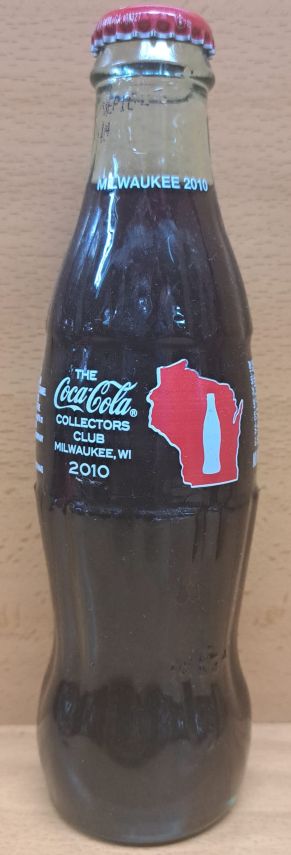 MILWAUKEE 2010
THE
Coca-Cola®
COLLECTORS
CLUB
MILWAUKEE, WI
2010